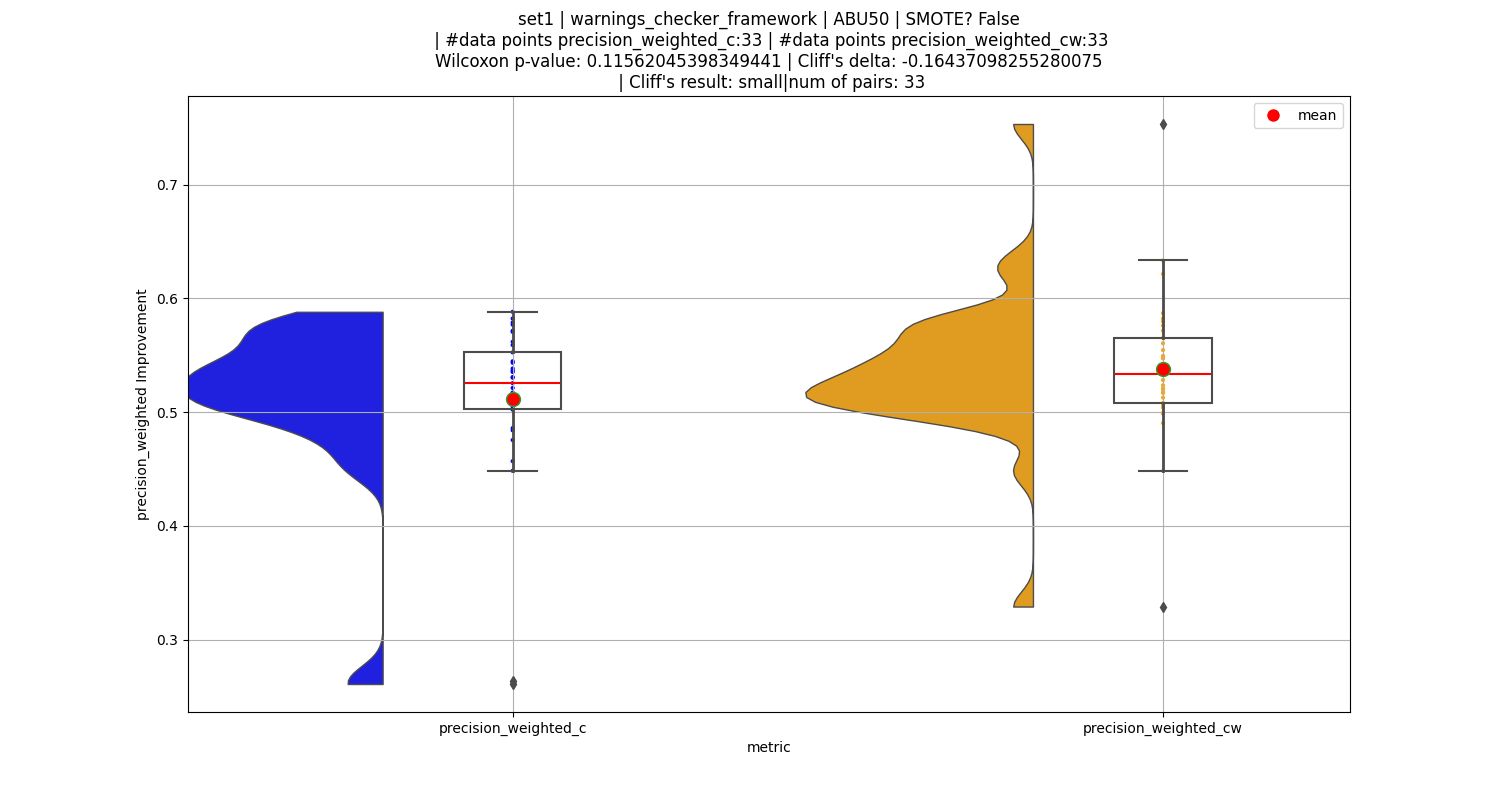 set1 | warnings_checker_framework | ABU50 | SMOTE? False
| #data points precision_weighted_c:33 | #data points precision_weighted_cw:33
Wilcoxon p-value: 0.11562045398349441 | Cliff's delta: -0.16437098255280075
| Cliff's result: small|num of pairs: 33
mean
0.7
0.6
0.5
0.4
0.3
precision_weighted Improvement
precision_weighted_c
precision_weighted_cw
metric